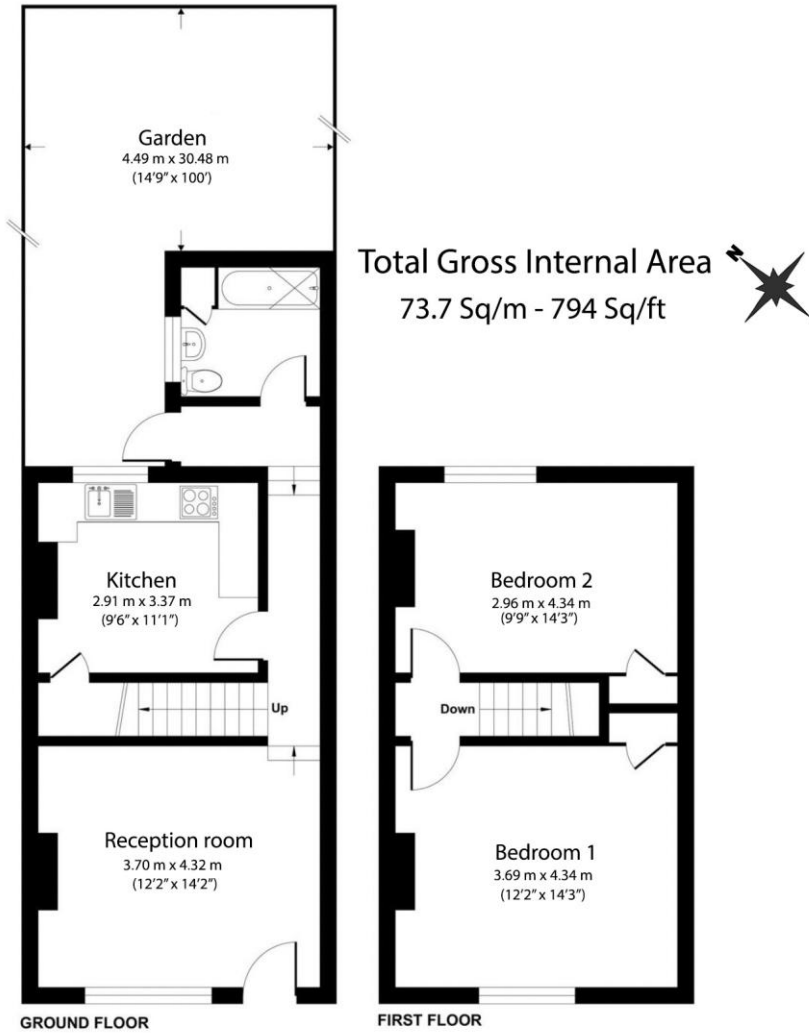 Garden
4.49 m x 30.48 m
(14'9" x 100')
Total Gross Internal Area
73.7 Sq/m - 794 Sq/ft
N
Kitchen
2.91 m x 3.37 m
(9'6" x 11'1")
Up
Reception room
3.70 m x 4.32 m
(12'2" x 14'2")
GROUND FLOOR
Bedroom 2
2.96 m x 4.34 m
(9'9" x 14'3")
Down
Bedroom 1
3.69 m x 4.34 m
(12'2" x 14'3")
FIRST FLOOR